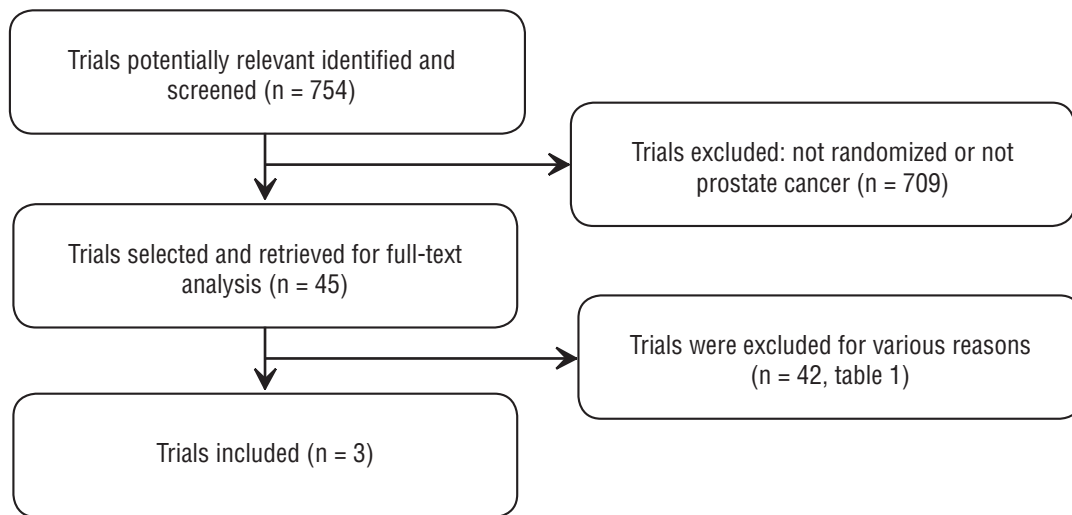 Trials potentially relevant identified and
screened (n = 754)
Trials excluded: not randomized or not
prostate cancer (n = 709)
Trials selected and retrieved for full-text
analysis (n = 45)
Trials were excluded for various reasons
(n = 42, table 1)
Trials included (n = 3)